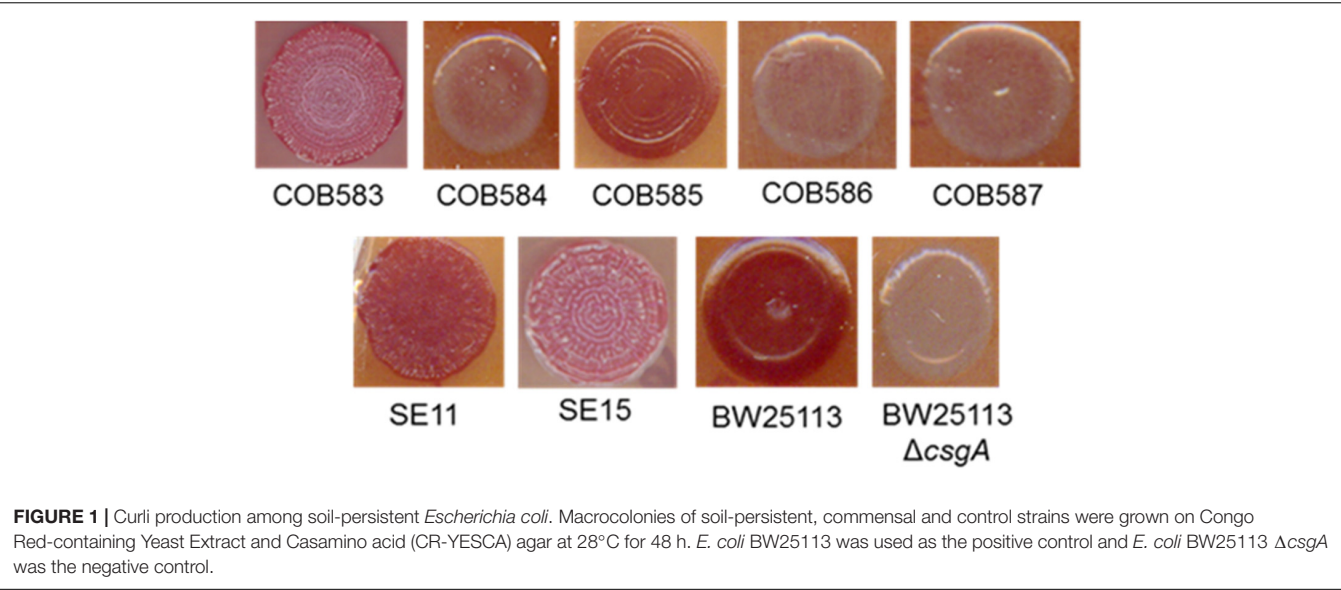 COB583 COB584 COB585 COB586 COB587
SE11 SE15 BW25113 BW25113
ΔcsgA
FIGURE 1 | Curli production among soil-persistent Escherichia coli. Macrocolonies of soil-persistent, commensal and control strains were grown on Congo
Red-containing Yeast Extract and Casamino acid (CR-YESCA) agar at 28°C for 48 h. E. coli BW25113 was used as the positive control and E. coli BW25113 ΔcsgA
was the negative control.